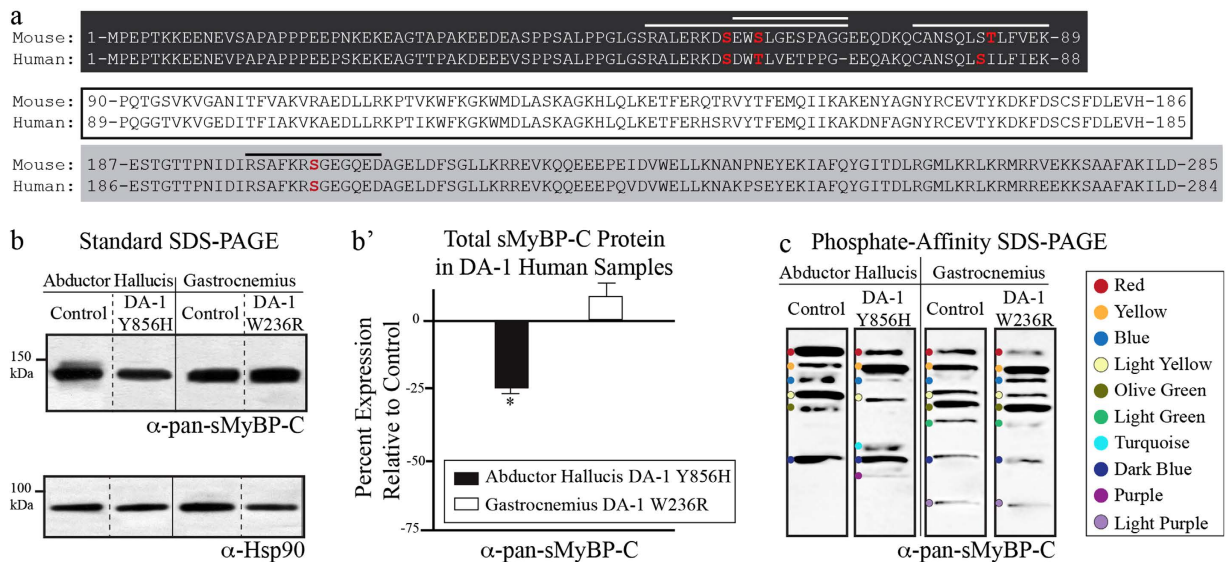 a
Mouse: 1-MPEPTKKEENEVSAPAPPPEEPNKEKEAGTAPAKEEDEASPPSALPPGLGSRALERKDSEWSLGESPAGGEEQDKQCANSQLSTLFVEK-89
Human: 1-MPEPTKKEENEVPAPAPPPEEPSKEKEAGTTPAKDEEEVSPPSALPPGLGSRALERKDSDWTLVETPPG-EEQAKQCANSQLSILFIEK-88
Mouse: 90-PQTGSVKVGANITFVAKVRAEDLLRKPTVKWFKGKWMDLASKAGKHLQLKETFERQTRVYTFEMQIIKAKENYAGNYRCEVTYKDKFDSCSFDLEVH-186
Human: 89-PQGGTVKVGEDITFIAKVKAEDLLRKPTIKWFKGKWMDLASKAGKHLQLKETFERHSRVYTFEMQIIKAKDNFAGNYRCEVTYKDKFDSCSFDLEVH-185
Mouse: 187-ESTGTTPNIDIRSAFKRSGEGQEDAGELDFSGLLKRREVKQQEEEPEIDVWELLKNANPNEYEKIAFQYGITDLRGMLKRLKRMRRVEKKSAAFAKILD-285
Human: 186-ESTGTTPNIDIRSAFKRSGEGQEDAGELDFSGLLKRREVKQQEEEPQVDVWELLKNAKPSEYEKIAFQYGITDLRGMLKRLKRMRREEKKSAAFAKILD-284
b
Standard SDS-PAGE
Abductor Hallucis Gastrocnemius
Control DA-1 Y856H Control DA-1 W236R
150 kDa
α-pan-sMyBP-C
100 kDa
α-Hsp90
b’
Total sMyBP-C Protein
in DA-1 Human Samples
Percent Expression
Relative to Control
0
-25
*
-50
-75
Abductor Hallucis DA-1 Y856H
Gastrocnemius DA-1 W236R
α-pan-sMyBP-C
c
Phosphate-Affinity SDS-PAGE
Abductor Hallucis Gastrocnemius
Control DA-1 Y856H Control DA-1 W236R
α-pan-sMyBP-C
Red
Yellow
Blue
Light Yellow
Olive Green
Light Green
Turquoise
Dark Blue
Purple
Light Purple